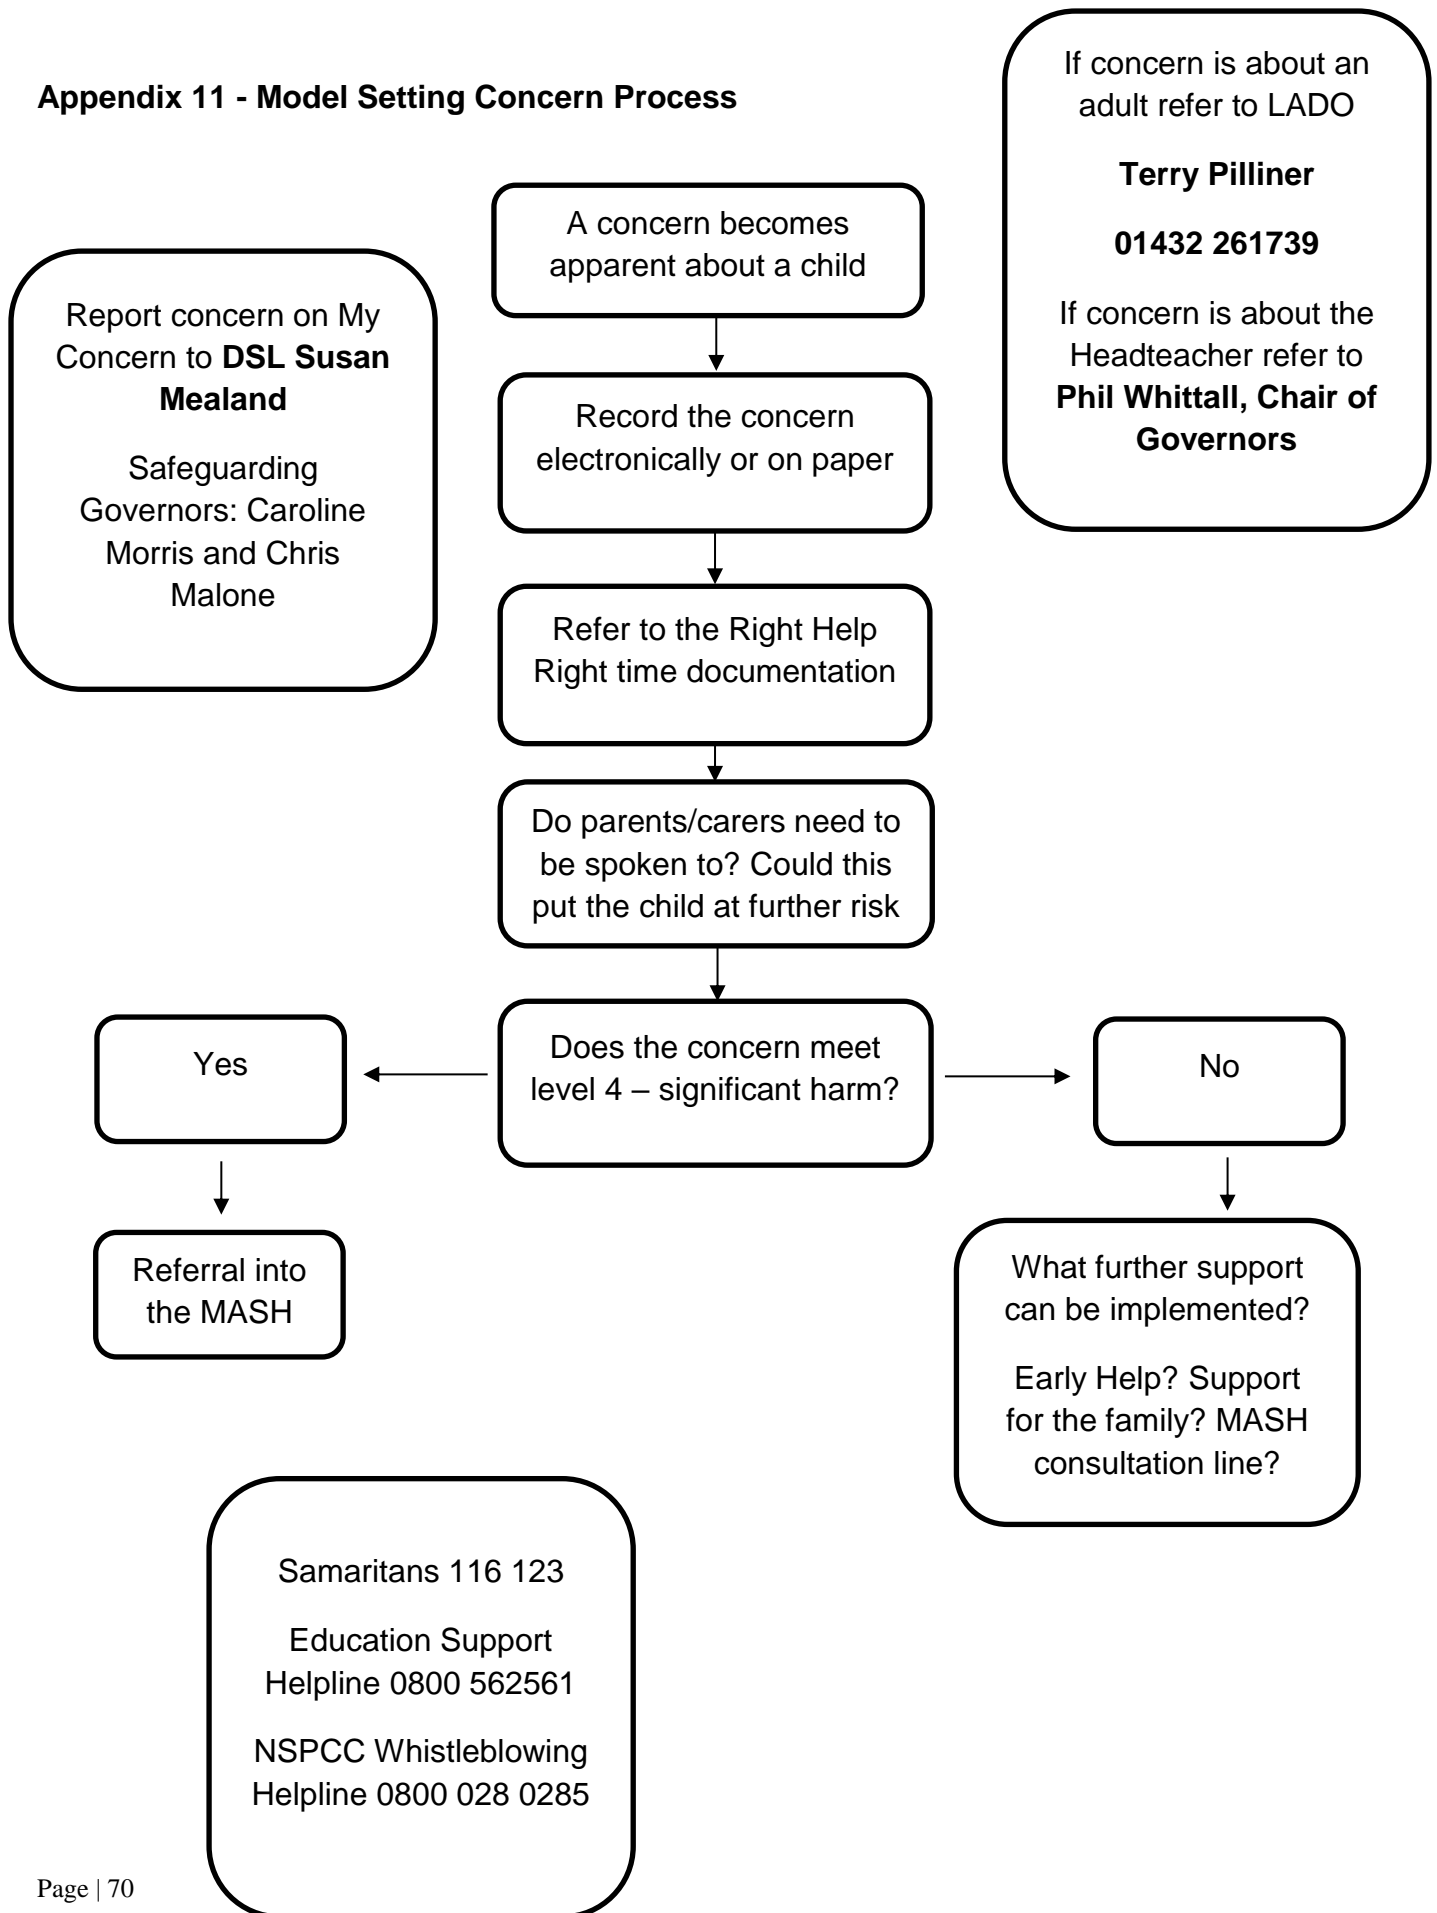 Appendix 11 - Model Setting Concern Process
If concern is about an
adult refer to LADO
Terry Pilliner
01432 261739
If concern is about the
Headteacher refer to
Phil Whittall, Chair of
Governors
A concern becomes
apparent about a child
Report concern on My
Concern to DSL Susan
Mealand
Safeguarding
Governors: Caroline
Morris and Chris
Malone
Record the concern
electronically or on paper
Refer to the Right Help
Right time documentation
Do parents/carers need to
be spoken to? Could this
put the child at further risk
Does the concern meet
level 4 – significant harm?
Yes
No
Referral into
the MASH
What further support
can be implemented?
Early Help? Support
for the family? MASH
consultation line?
Samaritans 116 123
Education Support
Helpline 0800 562561
NSPCC Whistleblowing
Helpline 0800 028 0285
Page | 70